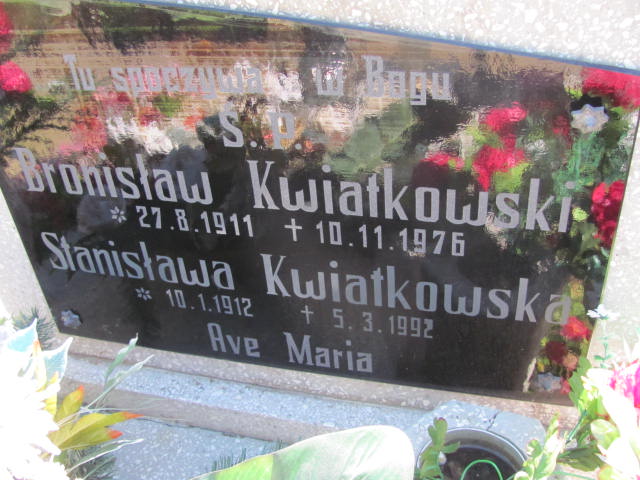 Tu spoczywa w Bogu
Ś. p.
Bronisław Kwiatkowski
* 27.8.1911 † 10.11.1976
Stanisława Kwiatkowska
* 10.1.1912 † 5.3.1992
Ave Maria